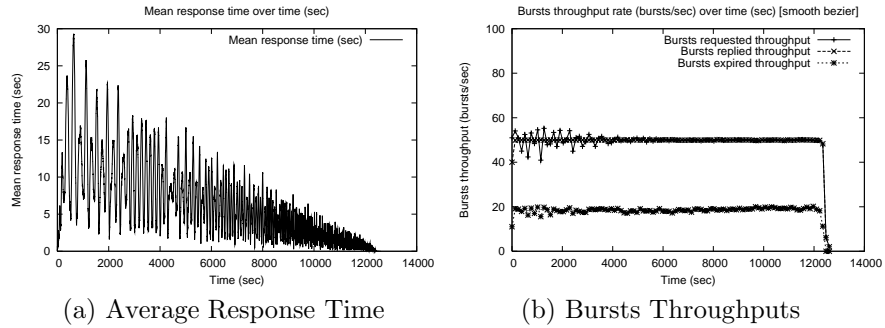 Mean response time over time (sec)
Mean response time (sec)
Mean response time (sec)
30
25
20
15
10
5
0
0 2000 4000 6000 8000 10000 12000 14000
Time (sec)
(a) Average Response Time
Bursts throughput rate (bursts/sec) over time (sec) [smooth bezier]
Bursts requested throughput
Bursts replied throughput
Bursts expired throughput
Bursts throughput (bursts/sec)
100
80
60
40
20
0
0 2000 4000 6000 8000 10000 12000 14000
Time (sec)
(b) Bursts Throughputs